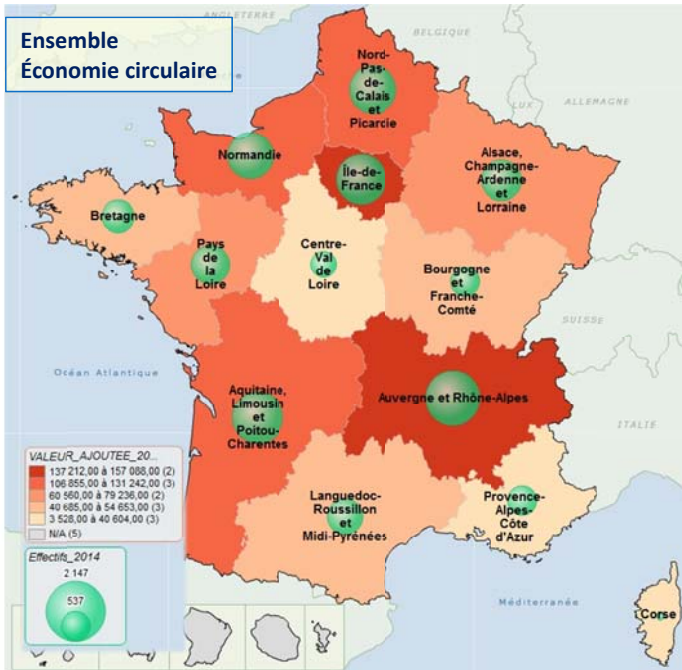 ANGLETERRE
BELGIQUE
Ensemble
Économie circulaire
Nord-
Pas-
de-
Calais
et
Picardie
LUX
ALLEMAGNE
Normandie
Île-de-
France
Alsace,
Champagne-
Ardenne
et
Lorraine
Bretagne
Pays
de la
Loire
Centre-
Val
de
Loire
Bourgogne
et
Franche-
Comté
SUISSE
Océan Atlantique
Aquitaine,
Limousin
et
Poitou-
Charentes
Auvergne et Rhône-Alpes
ITALIE
VALEUR_AJOUTEE_20...
137 212,00 à 157 088,00 (2)
106 855,00 à 131 242,00 (3)
60 560,00 à 79 236,00 (2)
40 685,00 à 54 653,00 (3)
3 528,00 à 40 604,00 (3)
N/A (5)
Languedoc-
Roussillon
et
Midi-Pyrénées
Provence-
Alpes-
Côte
d'Azur
Effectifs_2014
2 147
537
Méditerranée
Corse